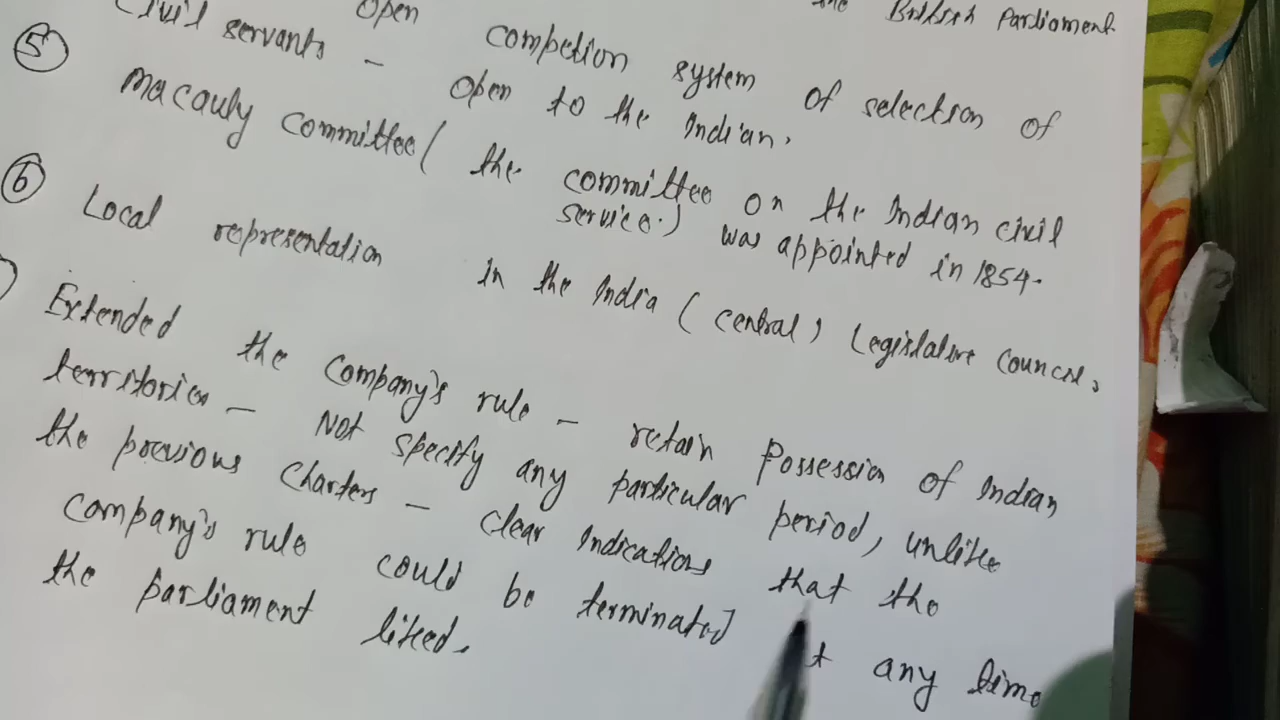 the British Parliament
open competion system of selection of
⑤ Civil servants - open to the Indian.
macauly committee ( the committee on the Indian civil
service.) was appointed in 1854.
⑥ Local representation in the India (central) Legislative council.
Extended the company's rule - retain Possession of Indian
territories - Not specify any particular period, unlike
the previous charters - clear Indications that the
company's rule could be terminated at any time
the parliament liked.